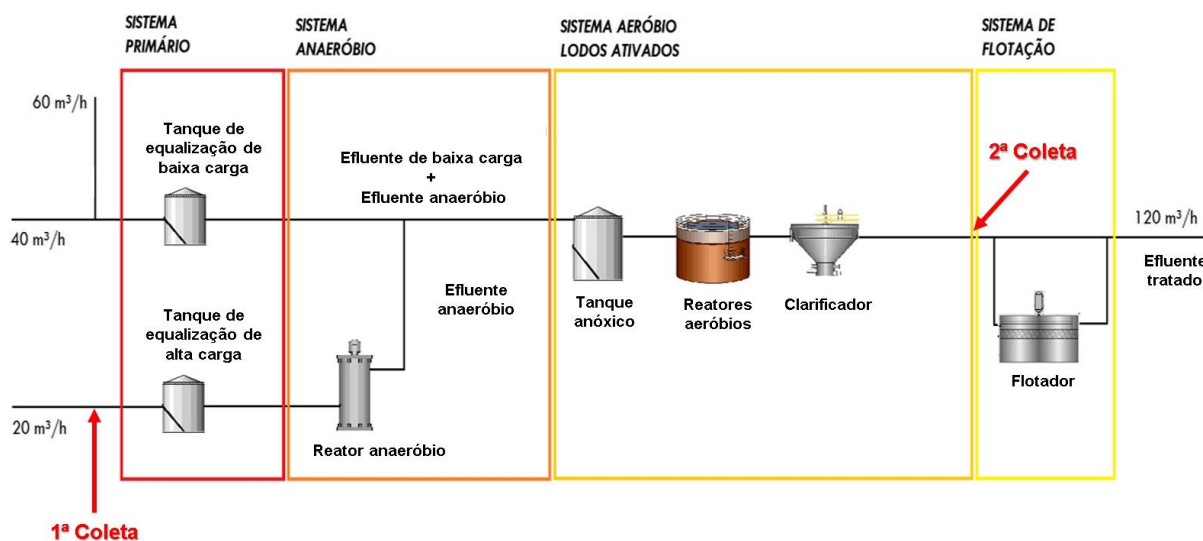 SISTEMA
PRIMÁRIO
SISTEMA
ANAERÓBIO
SISTEMA AERÓBIO
LODOS ATIVADOS
SISTEMA DE
FLOTAÇÃO
60 m³/h
Tanque de
equalização de
baixa carga
Efluente de baixa carga
+
Efluente anaeróbio
2ª Coleta
40 m³/h
120 m³/h
Efluente
tratado
Efluente
anaeróbio
Tanque
anóxico
Reatores
aeróbios
Clarificador
Tanque de
equalização de
alta carga
Flotador
20 m³/h
Reator anaeróbio
1ª Coleta